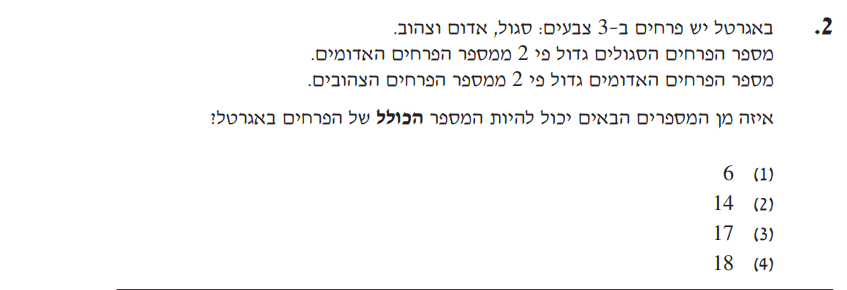 2. באגרטל יש פרחים ב-3 צבעים: סגול, אדום וצהוב.
מספר הפרחים הסגולים גדול פי 2 ממספר הפרחים האדומים.
מספר הפרחים האדומים גדול פי 2 ממספר הפרחים הצהובים.
איזה מן המספרים הבאים יכול להיות המספר הכולל של הפרחים באגרטל?
(1) 6
(2) 14
(3) 17
(4) 18